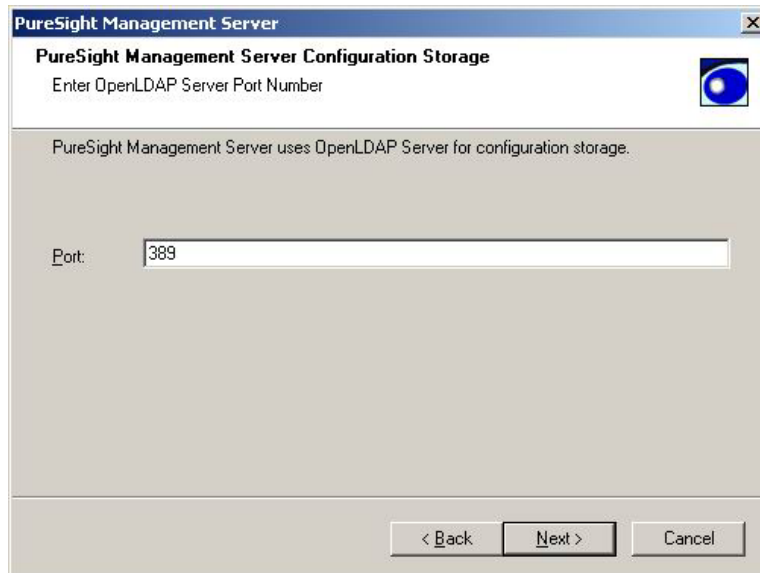 PureSight Management Server
PureSight Management Server Configuration Storage
Enter OpenLDAP Server Port Number
PureSight Management Server uses OpenLDAP Server for configuration storage.
Port: 389
< Back Next > Cancel